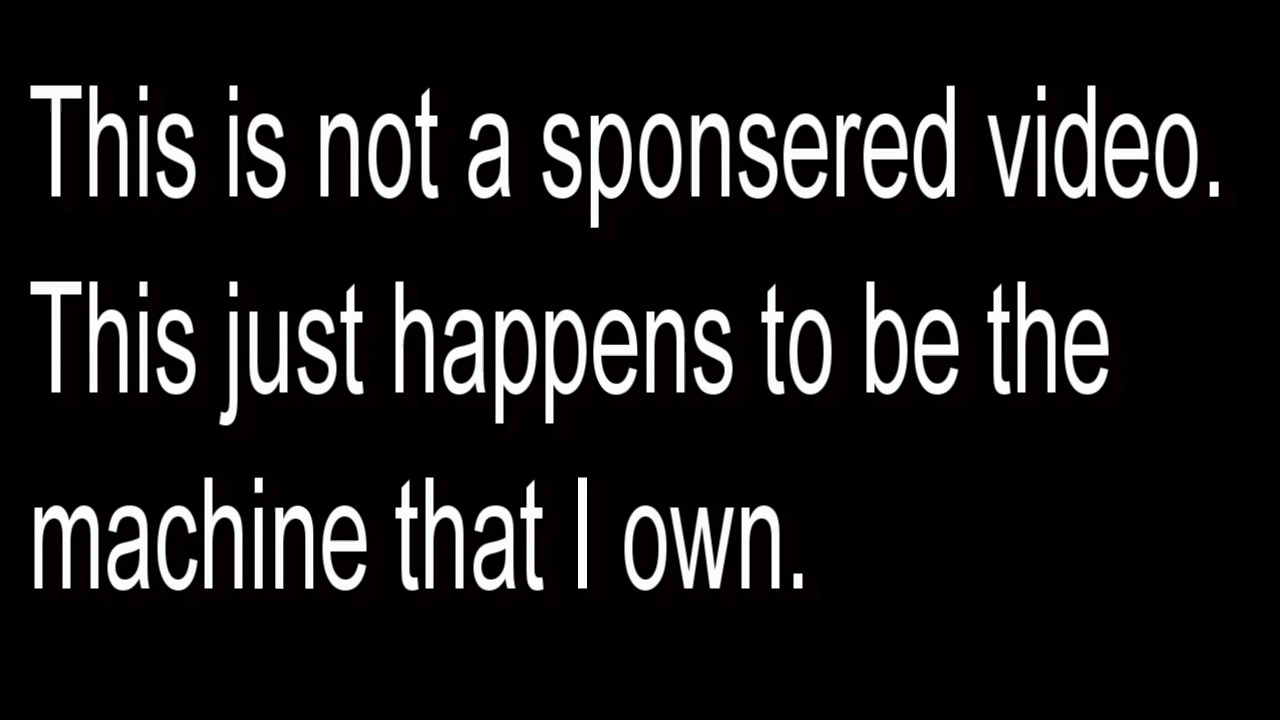 This is not a sponsered video.
This just happens to be the
machine that I own.